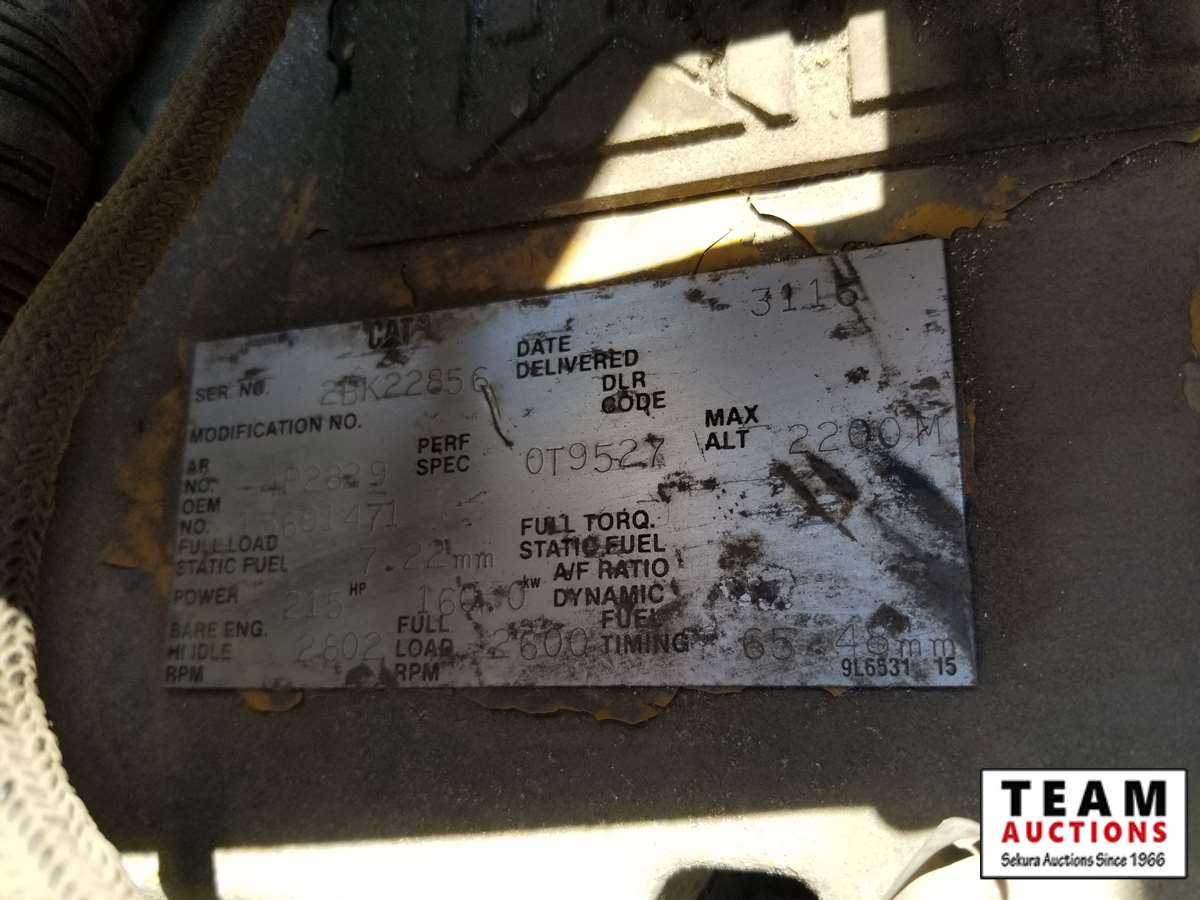 CAT 3116
SER. NO. 2BK22856 DATE DELIVERED
DLR CODE
MODIFICATION NO.
AR NO. PERF SPEC 0T9527 MAX ALT 2200M
OEM NO.
FULL LOAD STATIC FUEL 7.22mm FULL TORQ. STATIC FUEL
A/F RATIO
POWER 215 HP 160.0 kw DYNAMIC FUEL TIMING 65.48mm
BARE ENG. HI IDLE RPM 2802 FULL LOAD RPM 2600
9L6531 15
TEAM
AUCTIONS
Sekura Auctions Since 1966